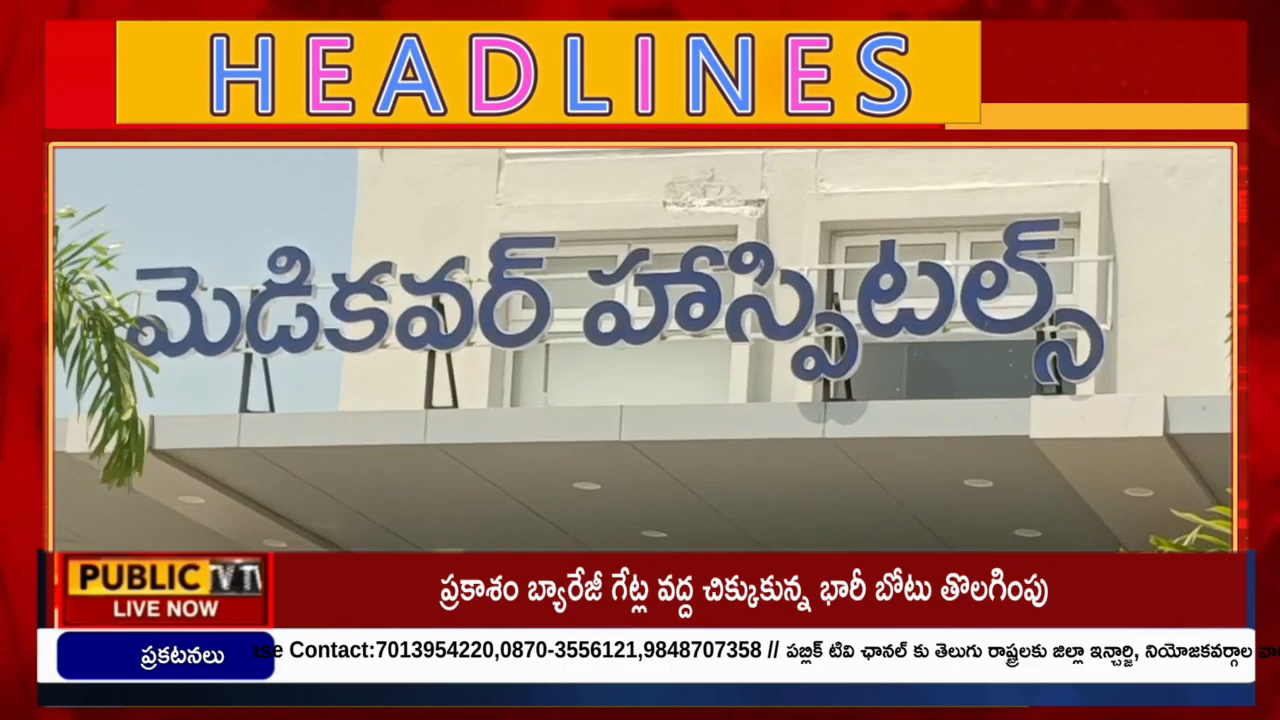 HEADLINES
మెడికవర్ హాస్పిటల్స్
PUBLIC TV
LIVE NOW
ప్రకాశం బ్యారేజీ గేట్ల వద్ద చిక్కుకున్న భారీ బోటు తొలగింపు
ప్రకటనలు
Contact:7013954220,0870-3556121,9848707358 // పబ్లిక్ టివి ఛానల్ కు తెలుగు రాష్ట్రలకు జిల్లా ఇన్చార్జి, నియోజకవర్గాల